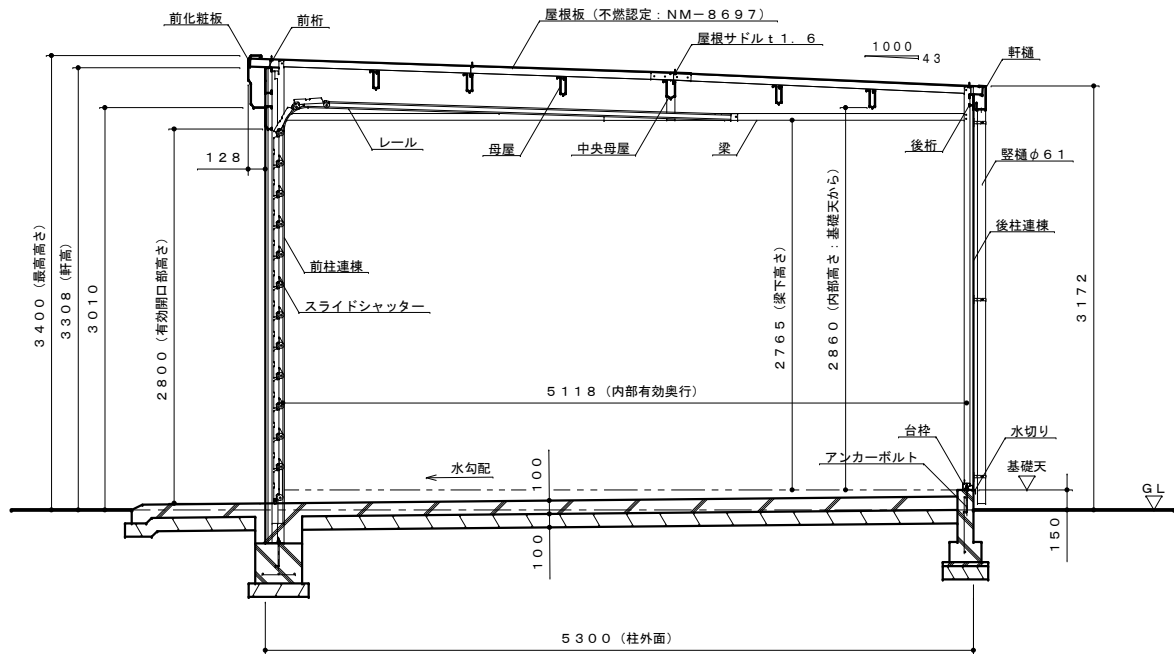 前化粧板
前桁
屋根板（不燃認定：ＮＭ－８６９７）
屋根サドルｔ１．６
１０００
４３
軒樋
レール
母屋
中央母屋
梁
後桁
竪樋φ６１
１２８
３４００（最高高さ）
３３０８（軒高）
３０１０
２８００（有効開口部高さ）
前柱連棟
スライドシャッター
２７６５（梁下高さ）
２８６０（内部高さ：基礎天から）
後柱連棟
３１７２
５１１８（内部有効奥行）
台枠
水切り
アンカーボルト
基礎天
水勾配
１００
ＧＬ
１００
１５０
５３００（柱外面）